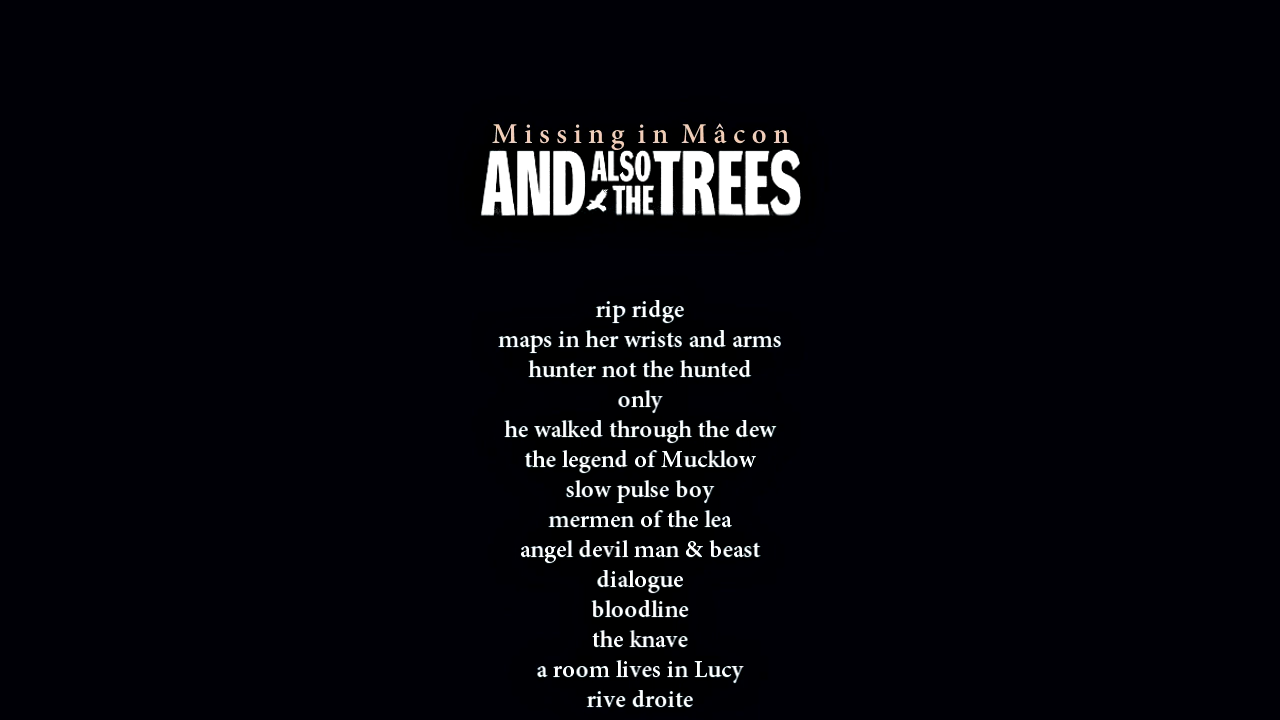 Missing in Mâcon
AND ALSO THE TREES
rip ridge
maps in her wrists and arms
hunter not the hunted
only
he walked through the dew
the legend of Mucklow
slow pulse boy
mermen of the lea
angel devil man & beast
dialogue
bloodline
the knave
a room lives in Lucy
rive droite